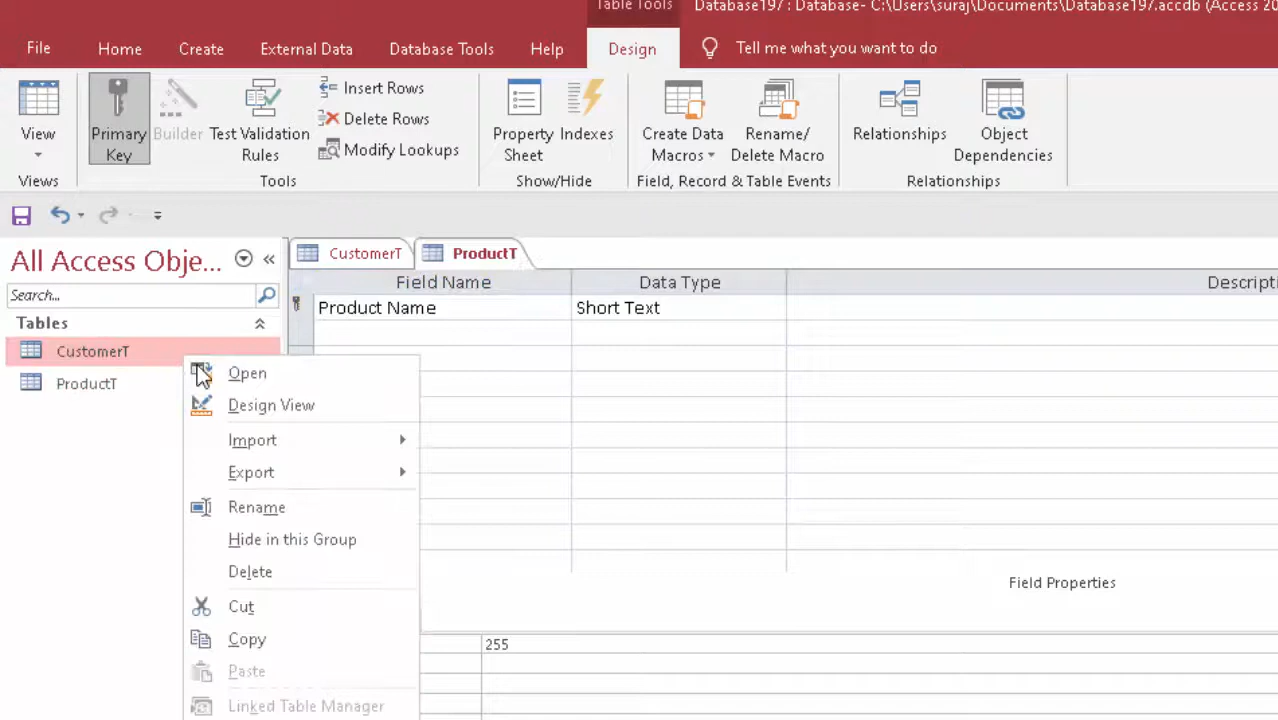 Table Tools
Database197 : Database- C:\Users\suraj\Documents\Database197.accdb (Access 20
File Home Create External Data Database Tools Help Design Tell me what you want to do
View
Primary Key
Builder
Test Validation Rules
Insert Rows
Delete Rows
Modify Lookups
Property Sheet
Indexes
Create Data Macros
Rename/ Delete Macro
Relationships
Object Dependencies
Views Tools Show/Hide Field, Record & Table Events Relationships
All Access Obje...
Search...
Tables
CustomerT
ProductT
CustomerT ProductT
Field Name Data Type Descripti
Product Name Short Text
Open
Design View
Import
Export
Rename
Hide in this Group
Delete
Cut
Copy
Paste
Linked Table Manager
Field Properties
255